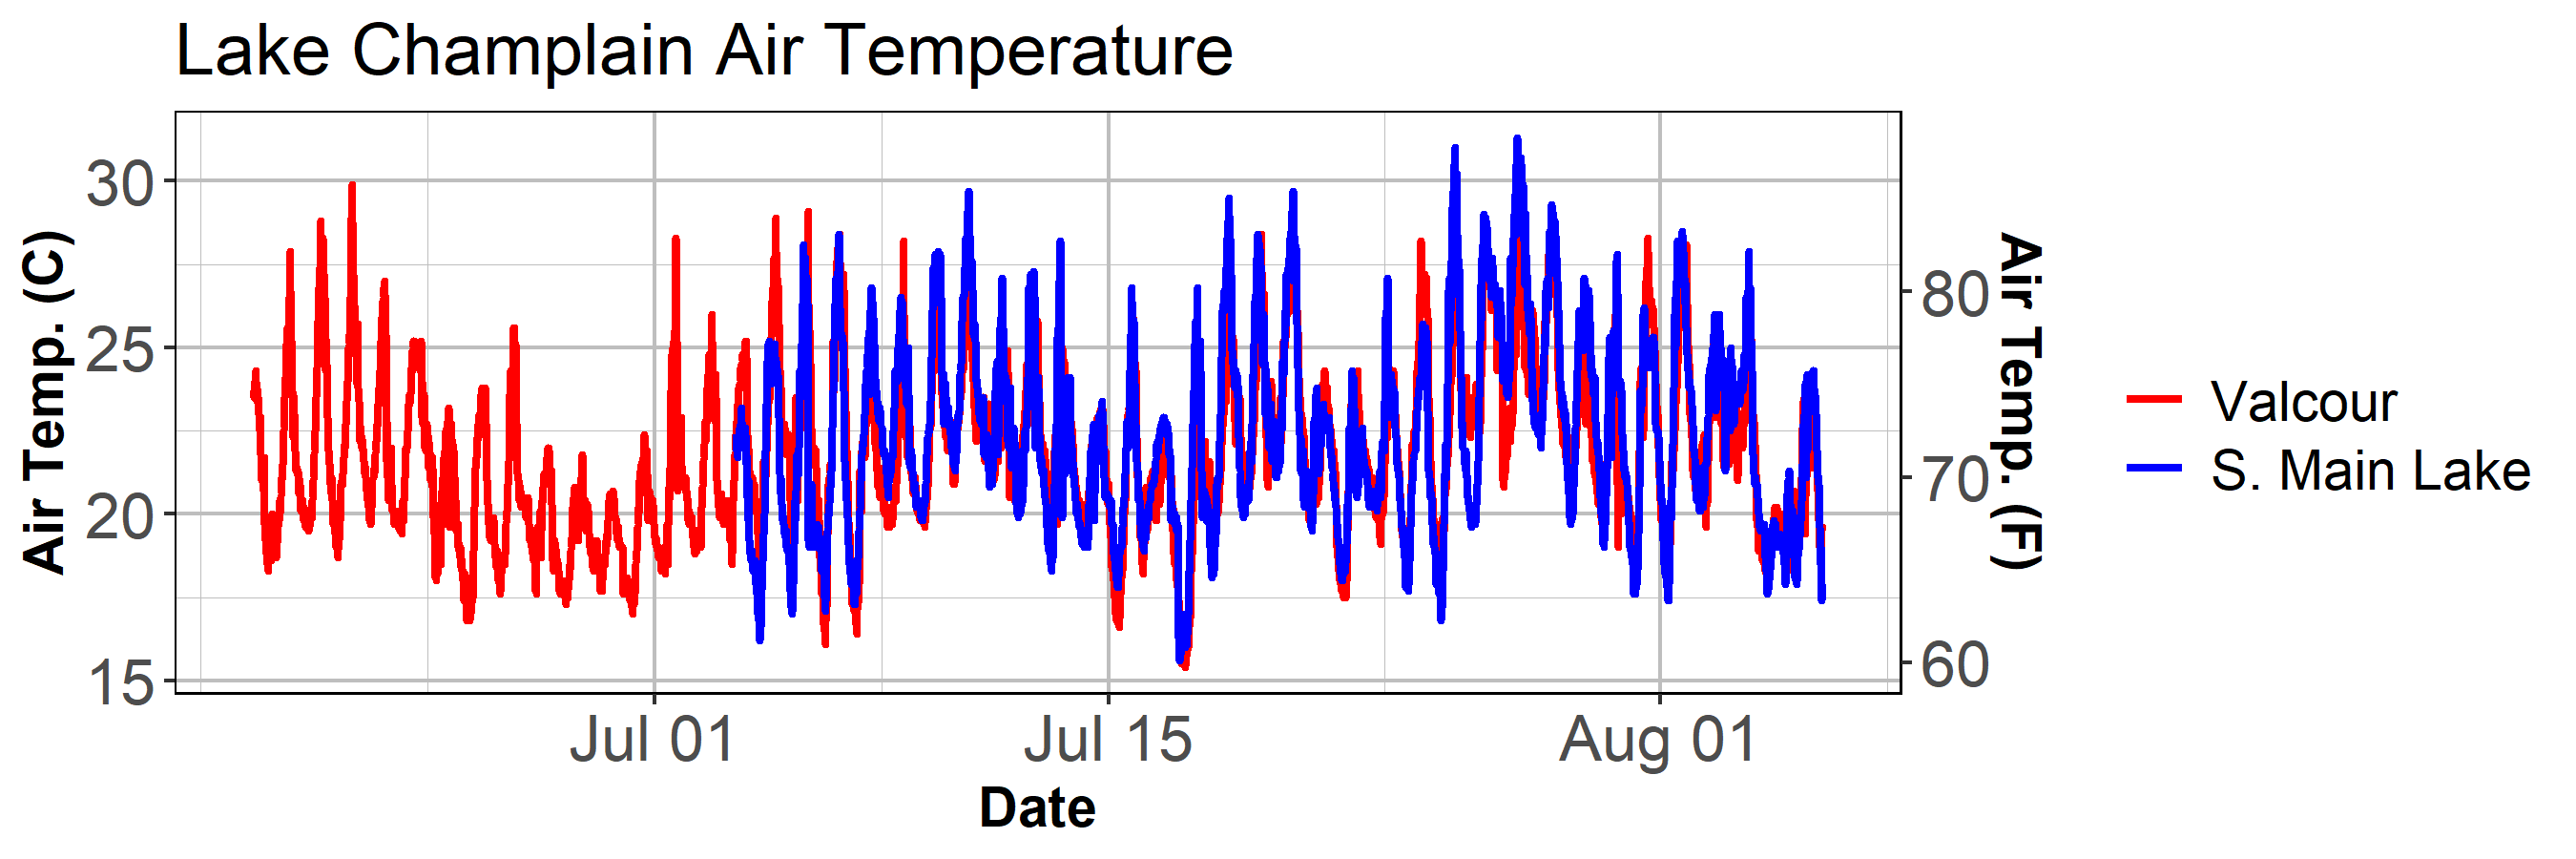 Lake Champlain Air Temperature
Air Temp. (C)
30
25
20
15
Jul 01
Jul 15
Aug 01
Date
80
70
60
Air Temp. (F)
Valcour
S. Main Lake